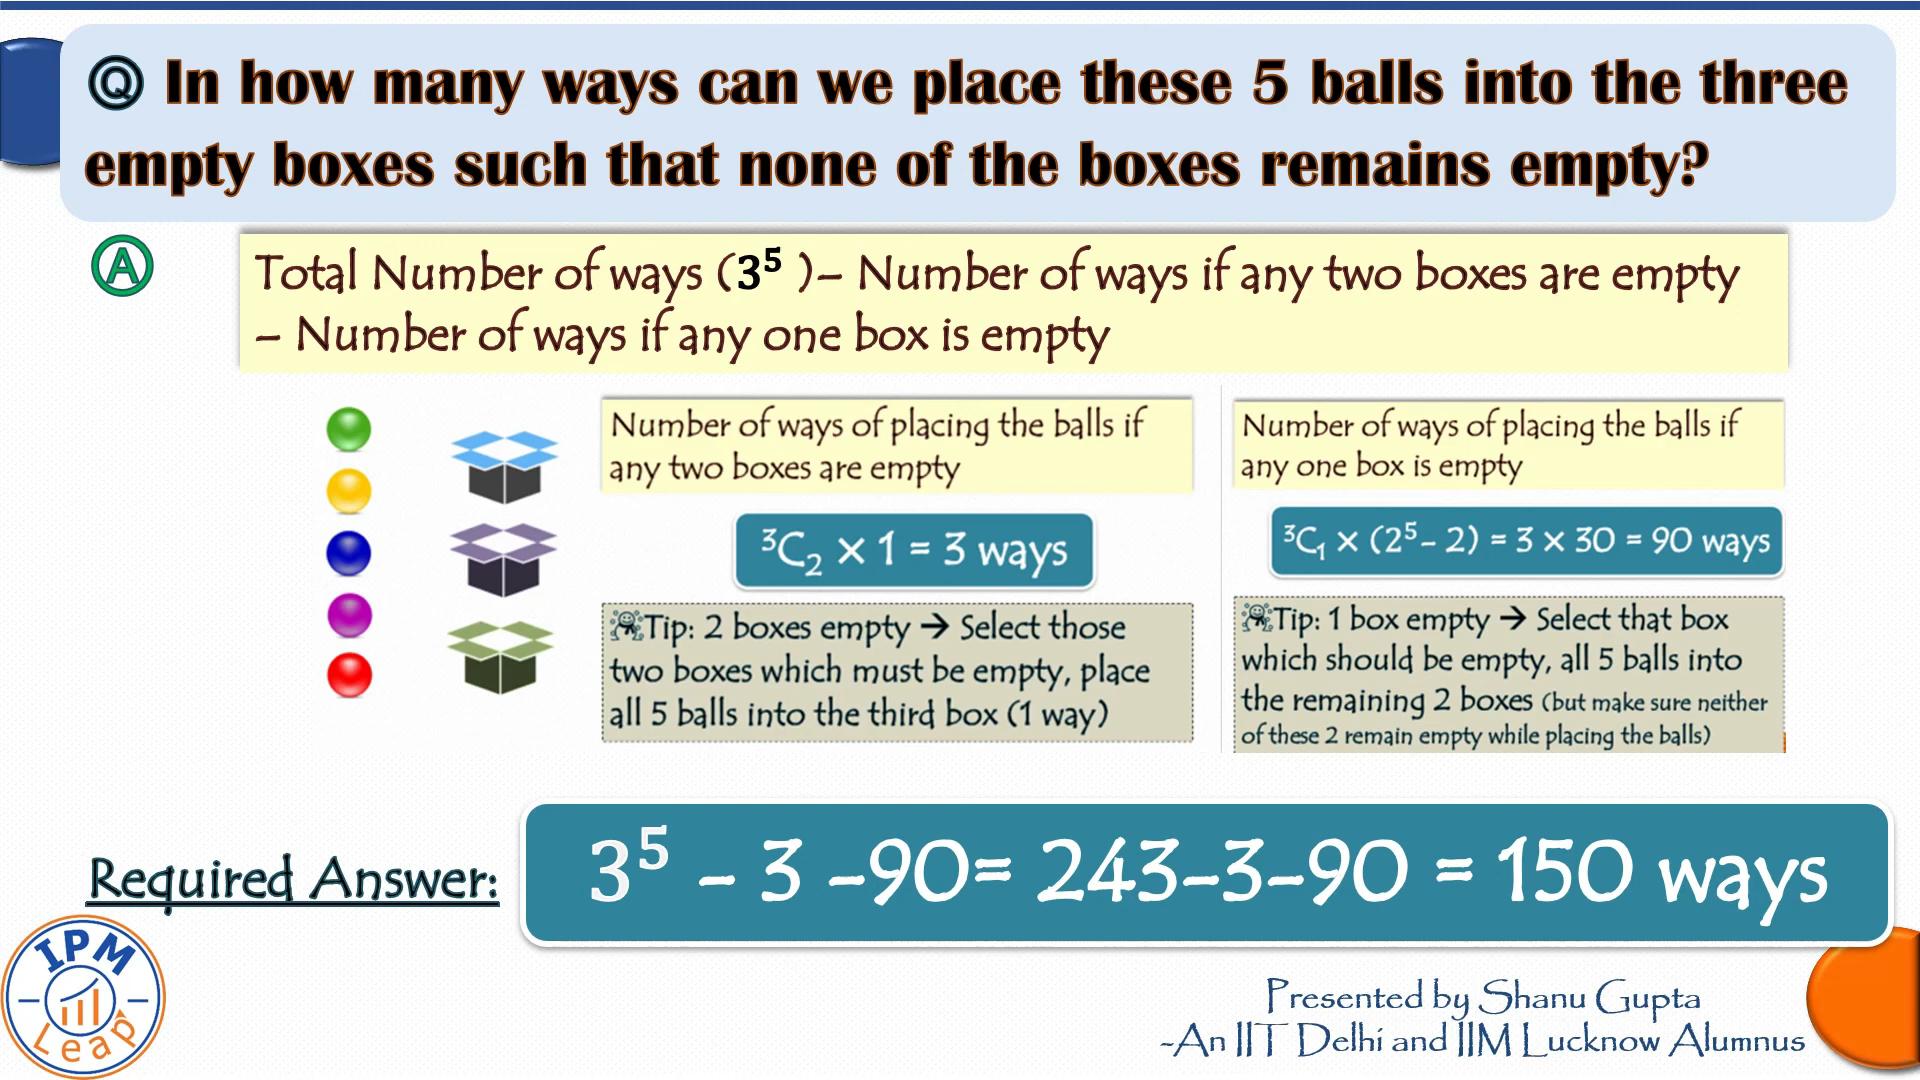 Q In how many ways can we place these 5 balls into the three
empty boxes such that none of the boxes remains empty?
A
Total Number of ways (3⁵ )– Number of ways if any two boxes are empty
– Number of ways if any one box is empty
Number of ways of placing the balls if
any two boxes are empty
³C₂ × 1 = 3 ways
Tip: 2 boxes empty → Select those
two boxes which must be empty, place
all 5 balls into the third box (1 way)
Number of ways of placing the balls if
any one box is empty
³C₁ × (2⁵– 2) = 3 × 30 = 90 ways
Tip: 1 box empty → Select that box
which should be empty, all 5 balls into
the remaining 2 boxes (but make sure neither
of these 2 remain empty while placing the balls)
Required Answer:
3⁵ – 3 –90= 243–3–90 = 150 ways
IPM
Leap
Presented by Shanu Gupta
-An IIT Delhi and IIM Lucknow Alumnus